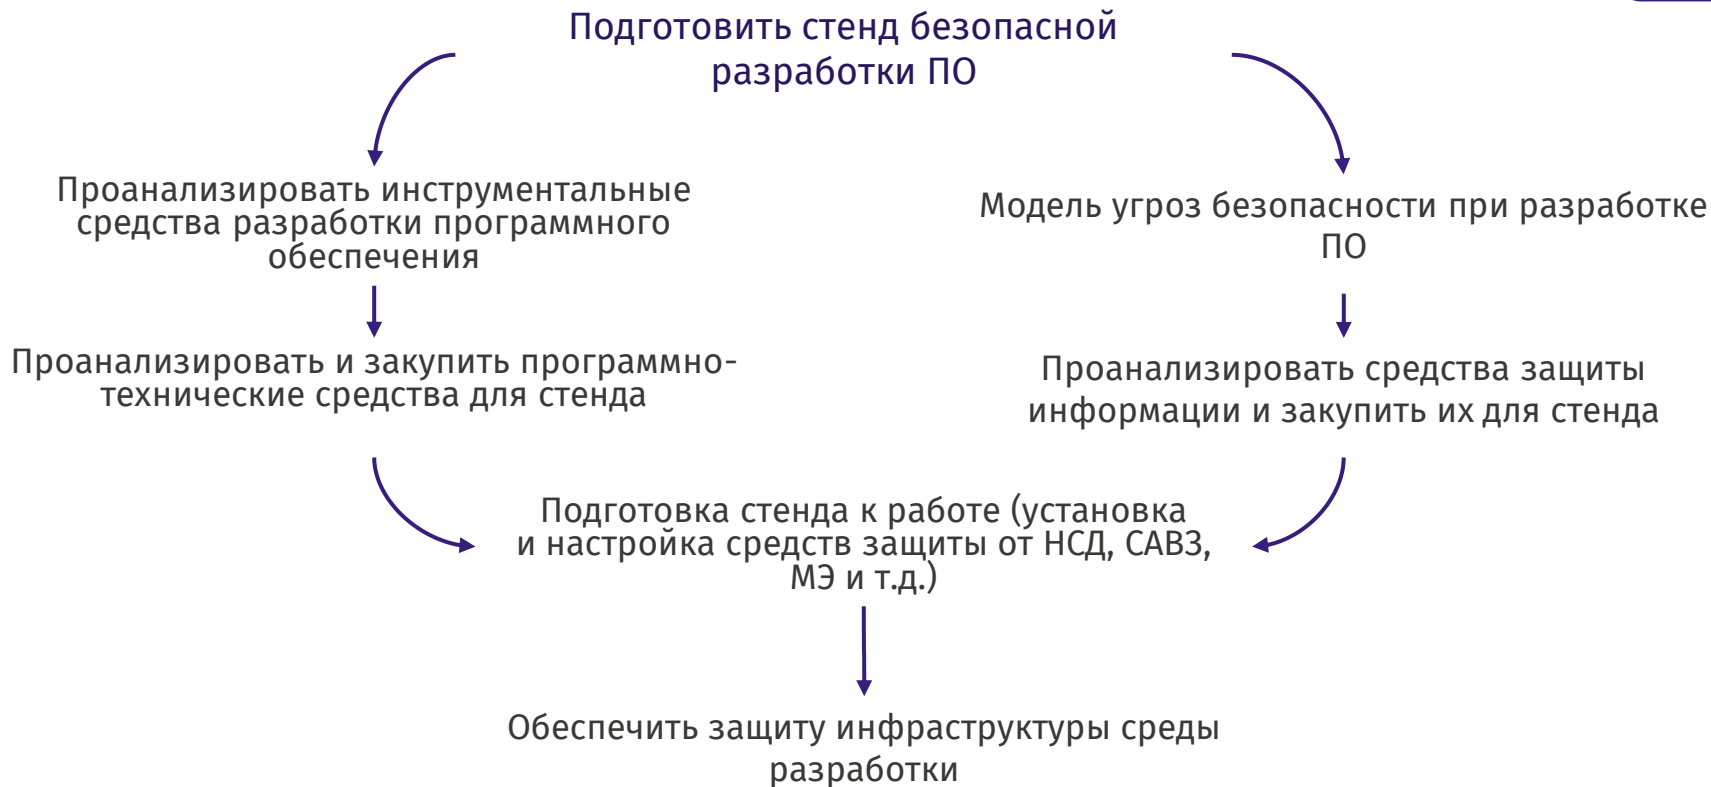 Подготовить стенд безопасной
разработки ПО
Проанализировать инструментальные
средства разработки программного
обеспечения
Модель угроз безопасности при разработке
ПО
Проанализировать и закупить программно-
технические средства для стенда
Проанализировать средства защиты
информации и закупить их для стенда
Подготовка стенда к работе (установка
и настройка средств защиты от НСД, САВЗ,
МЭ и т.д.)
Обеспечить защиту инфраструктуры среды
разработки